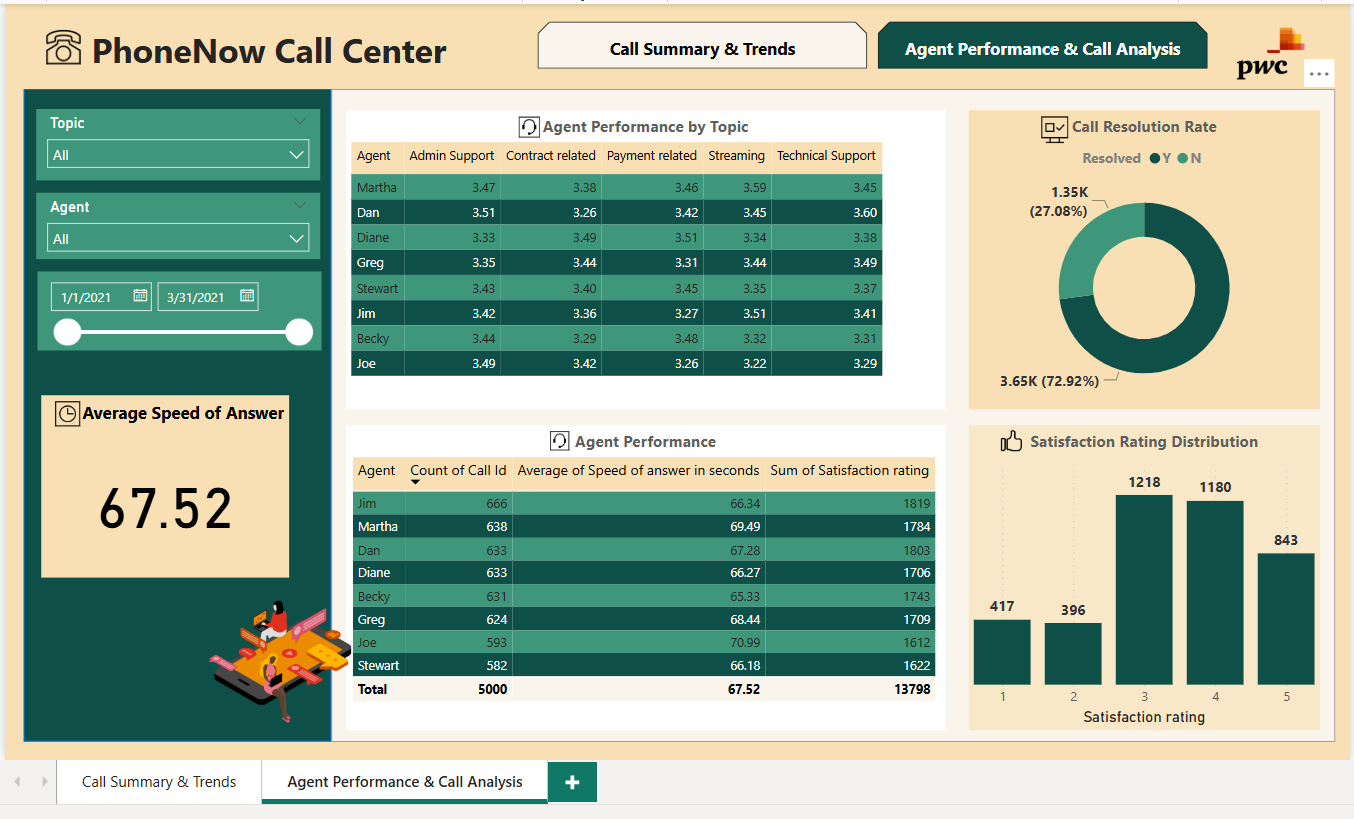 PhoneNow Call Center
Call Summary & Trends
Agent Performance & Call Analysis
pwc
Topic
All
Agent
All
1/1/2021 3/31/2021
Average Speed of Answer
67.52
Agent Performance by Topic
Agent Admin Support Contract related Payment related Streaming Technical Support
Martha 3.47 3.38 3.46 3.59 3.45
Dan 3.51 3.26 3.42 3.45 3.60
Diane 3.33 3.49 3.51 3.34 3.38
Greg 3.35 3.44 3.31 3.44 3.49
Stewart 3.43 3.40 3.45 3.35 3.37
Jim 3.42 3.36 3.27 3.51 3.41
Becky 3.44 3.29 3.48 3.32 3.31
Joe 3.49 3.42 3.26 3.22 3.29
Agent Performance
Agent Count of Call Id Average of Speed of answer in seconds Sum of Satisfaction rating
Jim 666 66.34 1819
Martha 638 69.49 1784
Dan 633 67.28 1803
Diane 633 66.27 1706
Becky 631 65.33 1743
Greg 624 68.44 1709
Joe 593 70.99 1612
Stewart 582 66.18 1622
Total 5000 67.52 13798
Call Resolution Rate
Resolved Y N
1.35K
(27.08%)
3.65K (72.92%)
Satisfaction Rating Distribution
417 396 1218 1180 843
1 2 3 4 5
Satisfaction rating
Call Summary & Trends
Agent Performance & Call Analysis